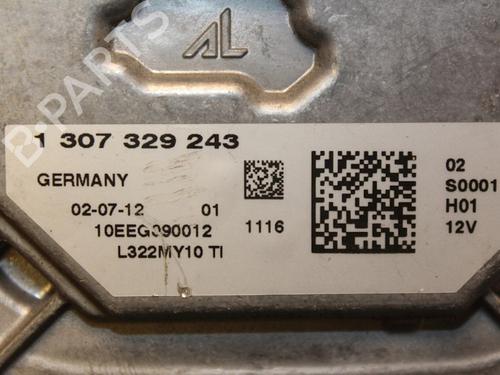 AL
1 307 329 243
GERMANY
02-07-12 01
10EEG090012 1116
L322MY10 TI
02
S0001
H01
12V
B-PARTS